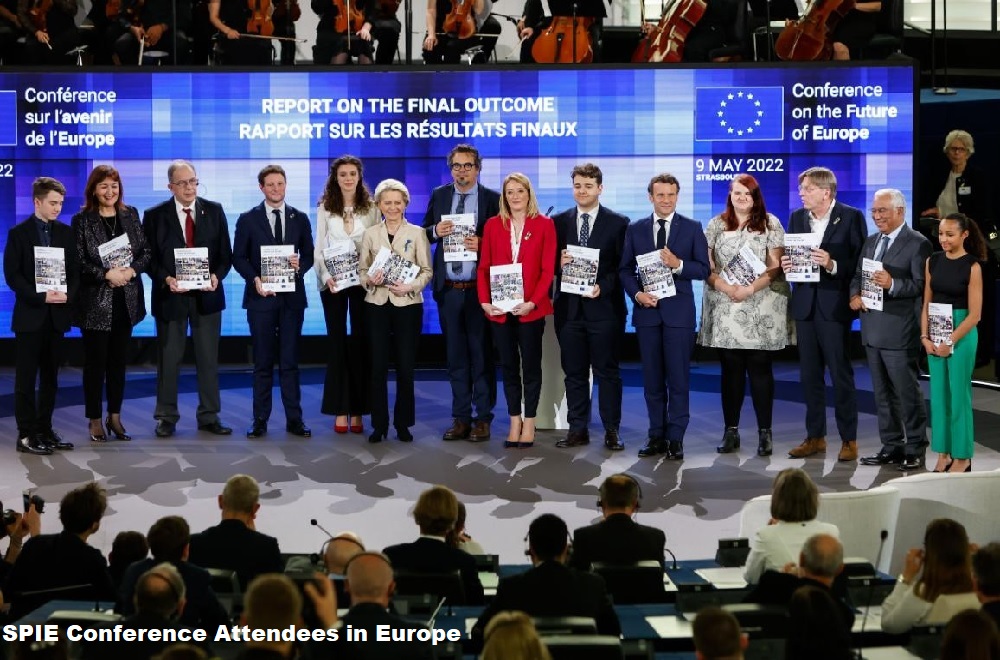 Conférence
sur l'avenir
de l'Europe
22
REPORT ON THE FINAL OUTCOME
RAPPORT SUR LES RÉSULTATS FINAUX
Conference
on the Future
of Europe
9 MAY 2022
STRASBOURG
SPIE Conference Attendees in Europe